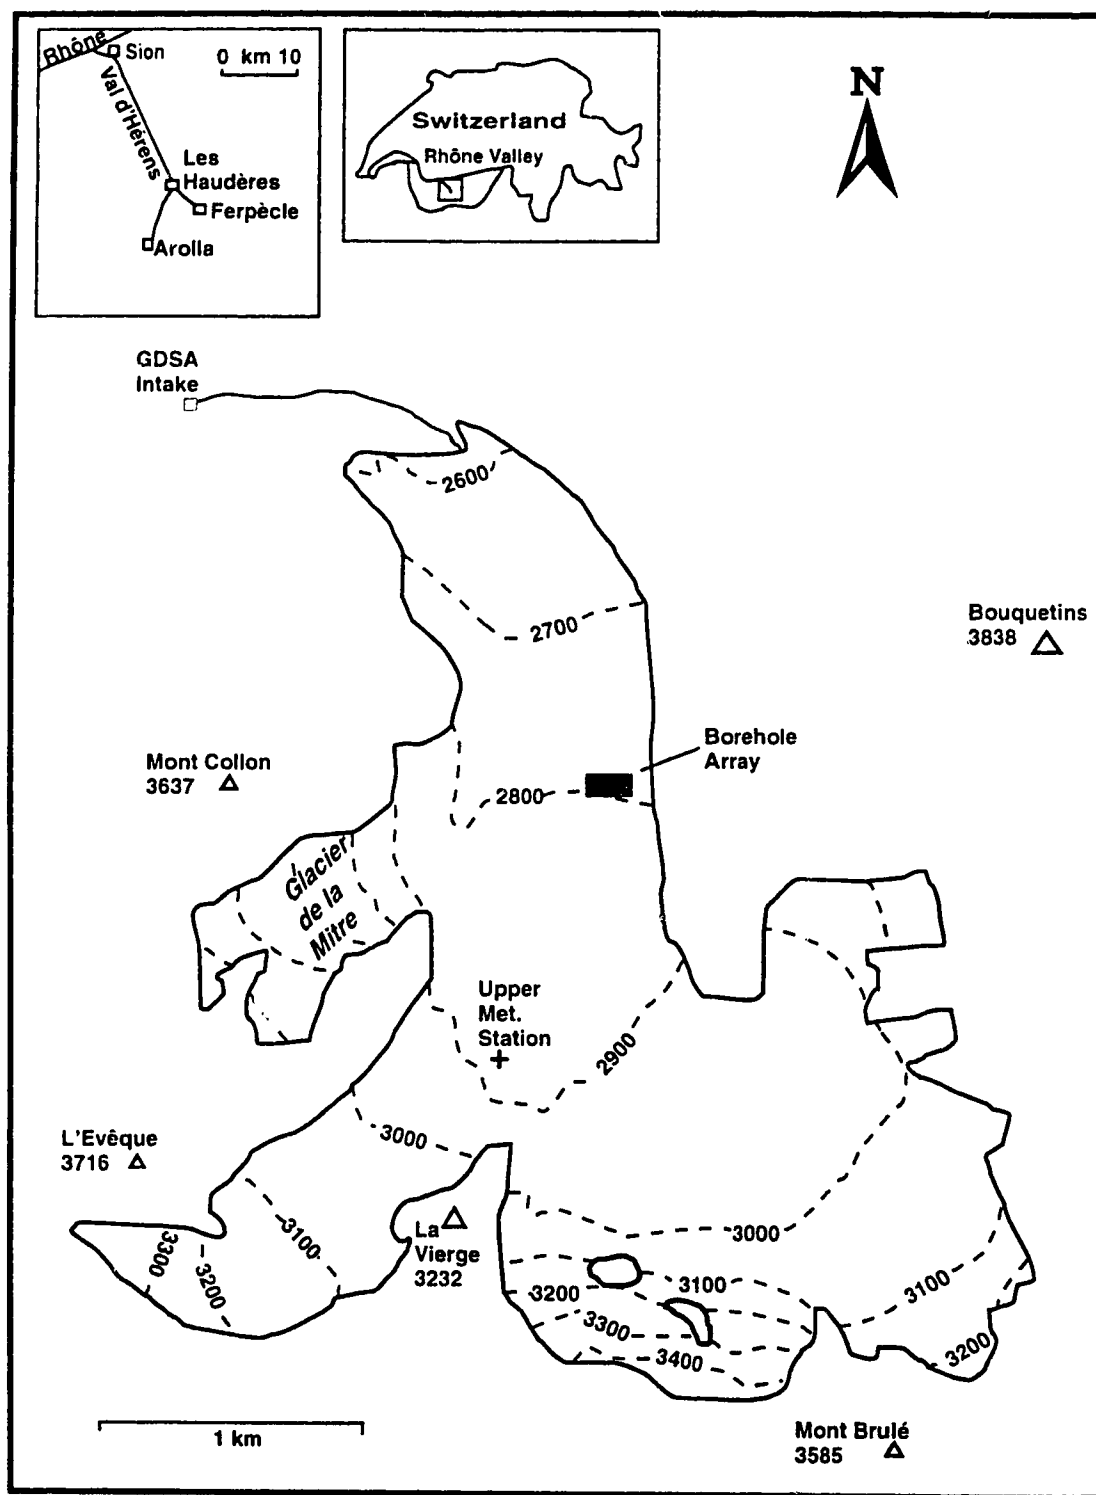 Rhône
Sion
0 km 10
Val d'Hérens
Les
Haudères
Ferpècle
Arolla
Switzerland
Rhône Valley
N
GDSA
Intake
2600
2700
Bouquetins
3838
Borehole
Array
Mont Collon
3637
2800
Glacier
de la
Mitre
Upper
Met.
Station
2900
3000
L'Evêque
3716
3100
3300
3200
La
Vierge
3232
3000
3100
3200
3300
3400
3100
3200
1 km
Mont Brulé
3585